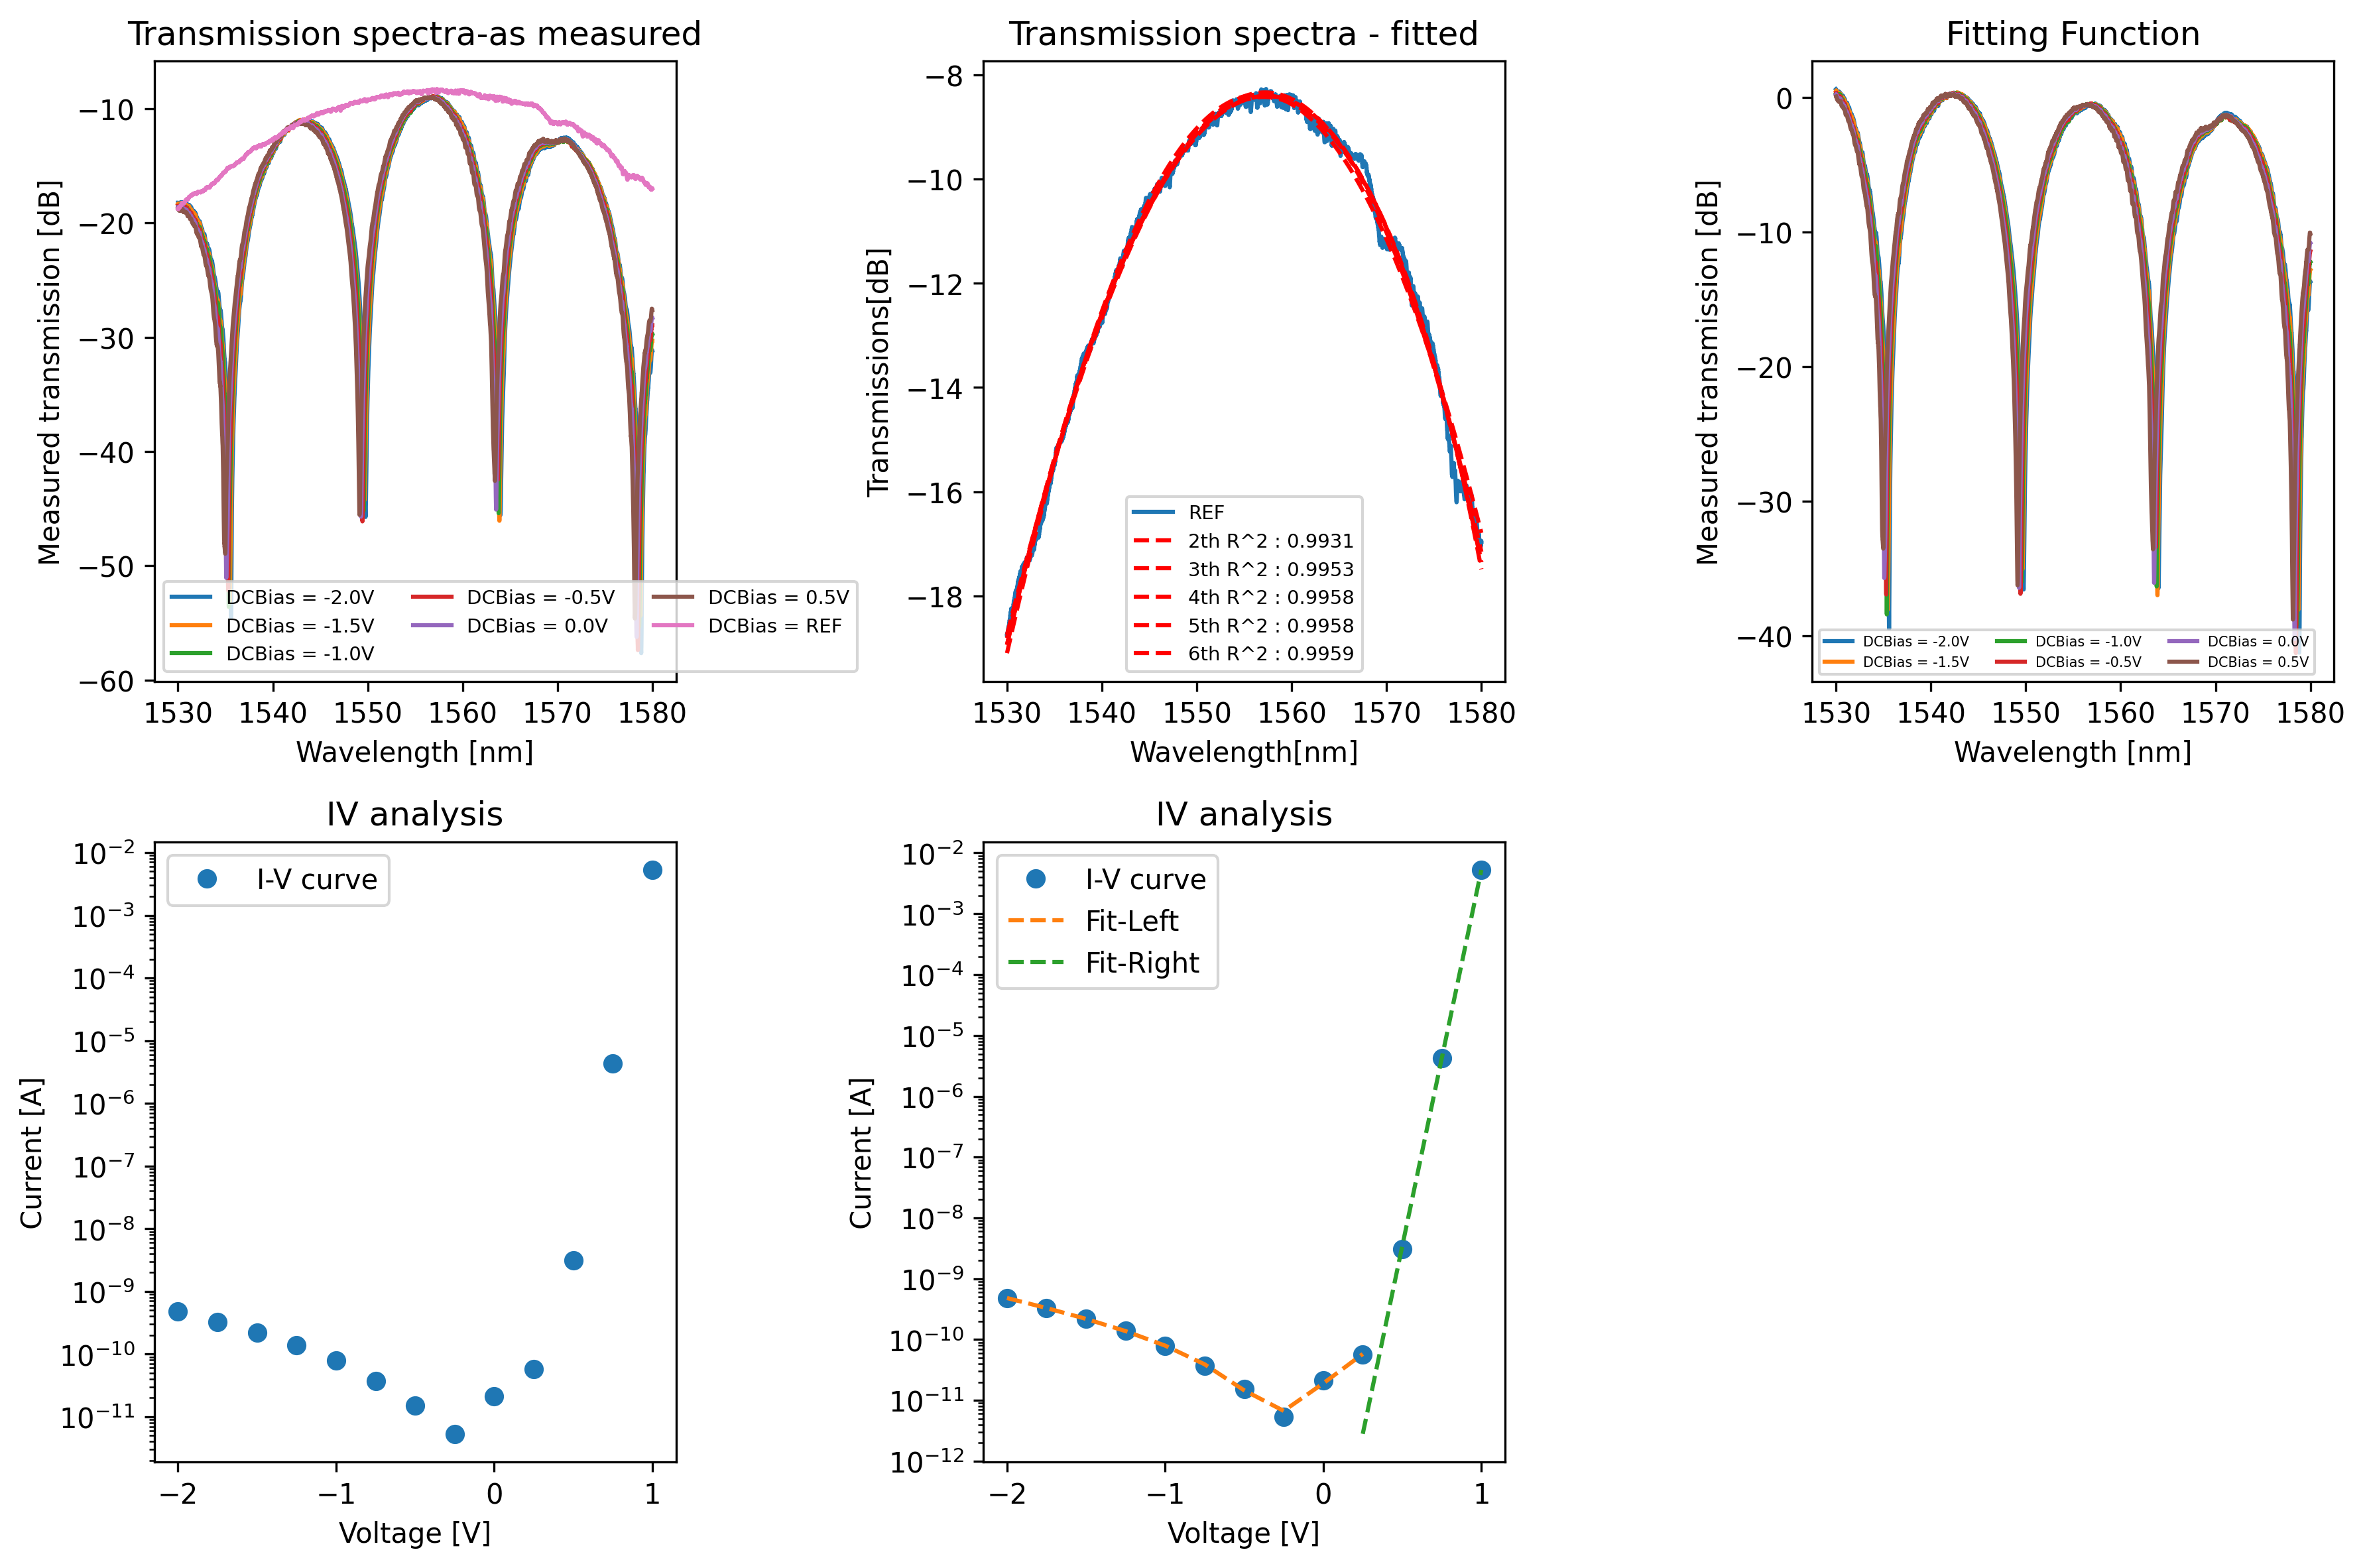 Transmission spectra-as measured
Measured transmission [dB]
−10
−20
−30
−40
−50
−60
DCBias = -2.0V
DCBias = -1.5V
DCBias = -1.0V
DCBias = -0.5V
DCBias = 0.0V
DCBias = 0.5V
DCBias = REF
1530 1540 1550 1560 1570 1580
Wavelength [nm]
Transmission spectra - fitted
Transmissions[dB]
−8
−10
−12
−14
−16
−18
REF
2th R^2 : 0.9931
3th R^2 : 0.9953
4th R^2 : 0.9958
5th R^2 : 0.9958
6th R^2 : 0.9959
1530 1540 1550 1560 1570 1580
Wavelength[nm]
Fitting Function
Measured transmission [dB]
0
−10
−20
−30
−40
DCBias = -2.0V
DCBias = -1.5V
DCBias = -1.0V
DCBias = -0.5V
DCBias = 0.0V
DCBias = 0.5V
1530 1540 1550 1560 1570 1580
Wavelength [nm]
IV analysis
Current [A]
I-V curve
10⁻²
10⁻³
10⁻⁴
10⁻⁵
10⁻⁶
10⁻⁷
10⁻⁸
10⁻⁹
10⁻¹⁰
10⁻¹¹
−2 −1 0 1
Voltage [V]
IV analysis
Current [A]
I-V curve
Fit-Left
Fit-Right
10⁻²
10⁻³
10⁻⁴
10⁻⁵
10⁻⁶
10⁻⁷
10⁻⁸
10⁻⁹
10⁻¹⁰
10⁻¹¹
10⁻¹²
−2 −1 0 1
Voltage [V]